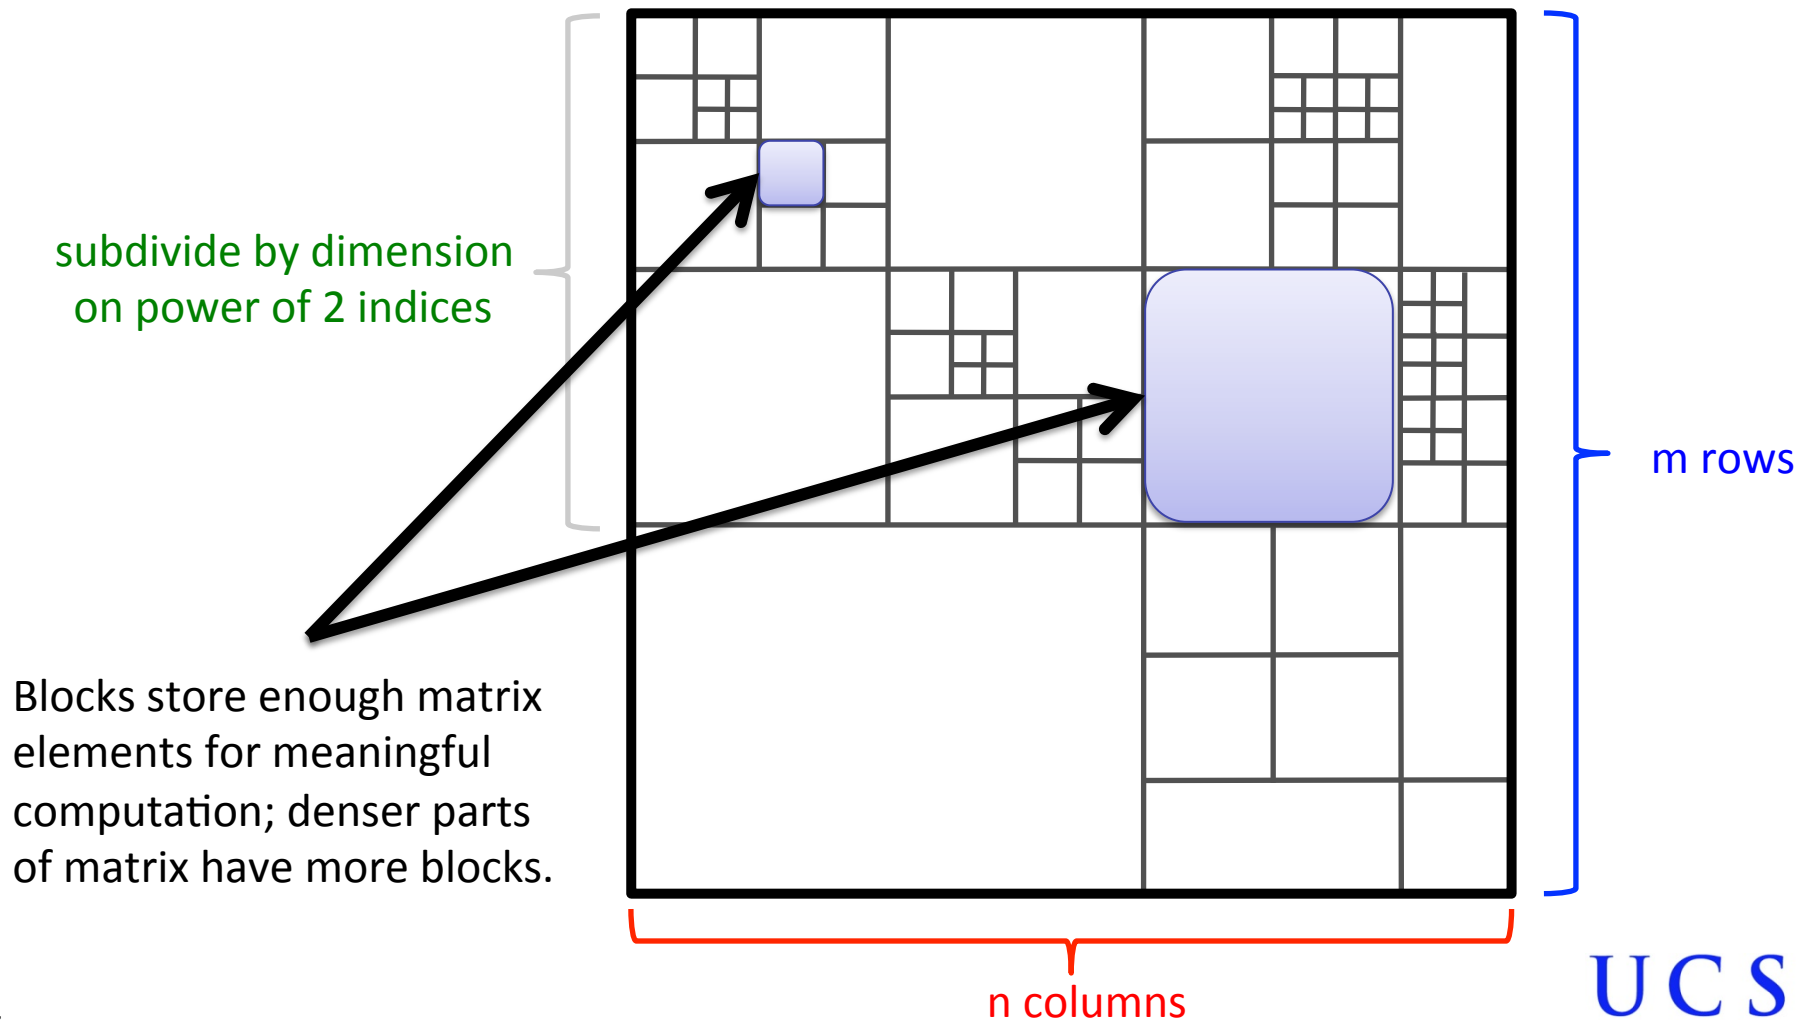 subdivide by dimension
on power of 2 indices
m rows
Blocks store enough matrix
elements for meaningful
computation; denser parts
of matrix have more blocks.
n columns
UCS